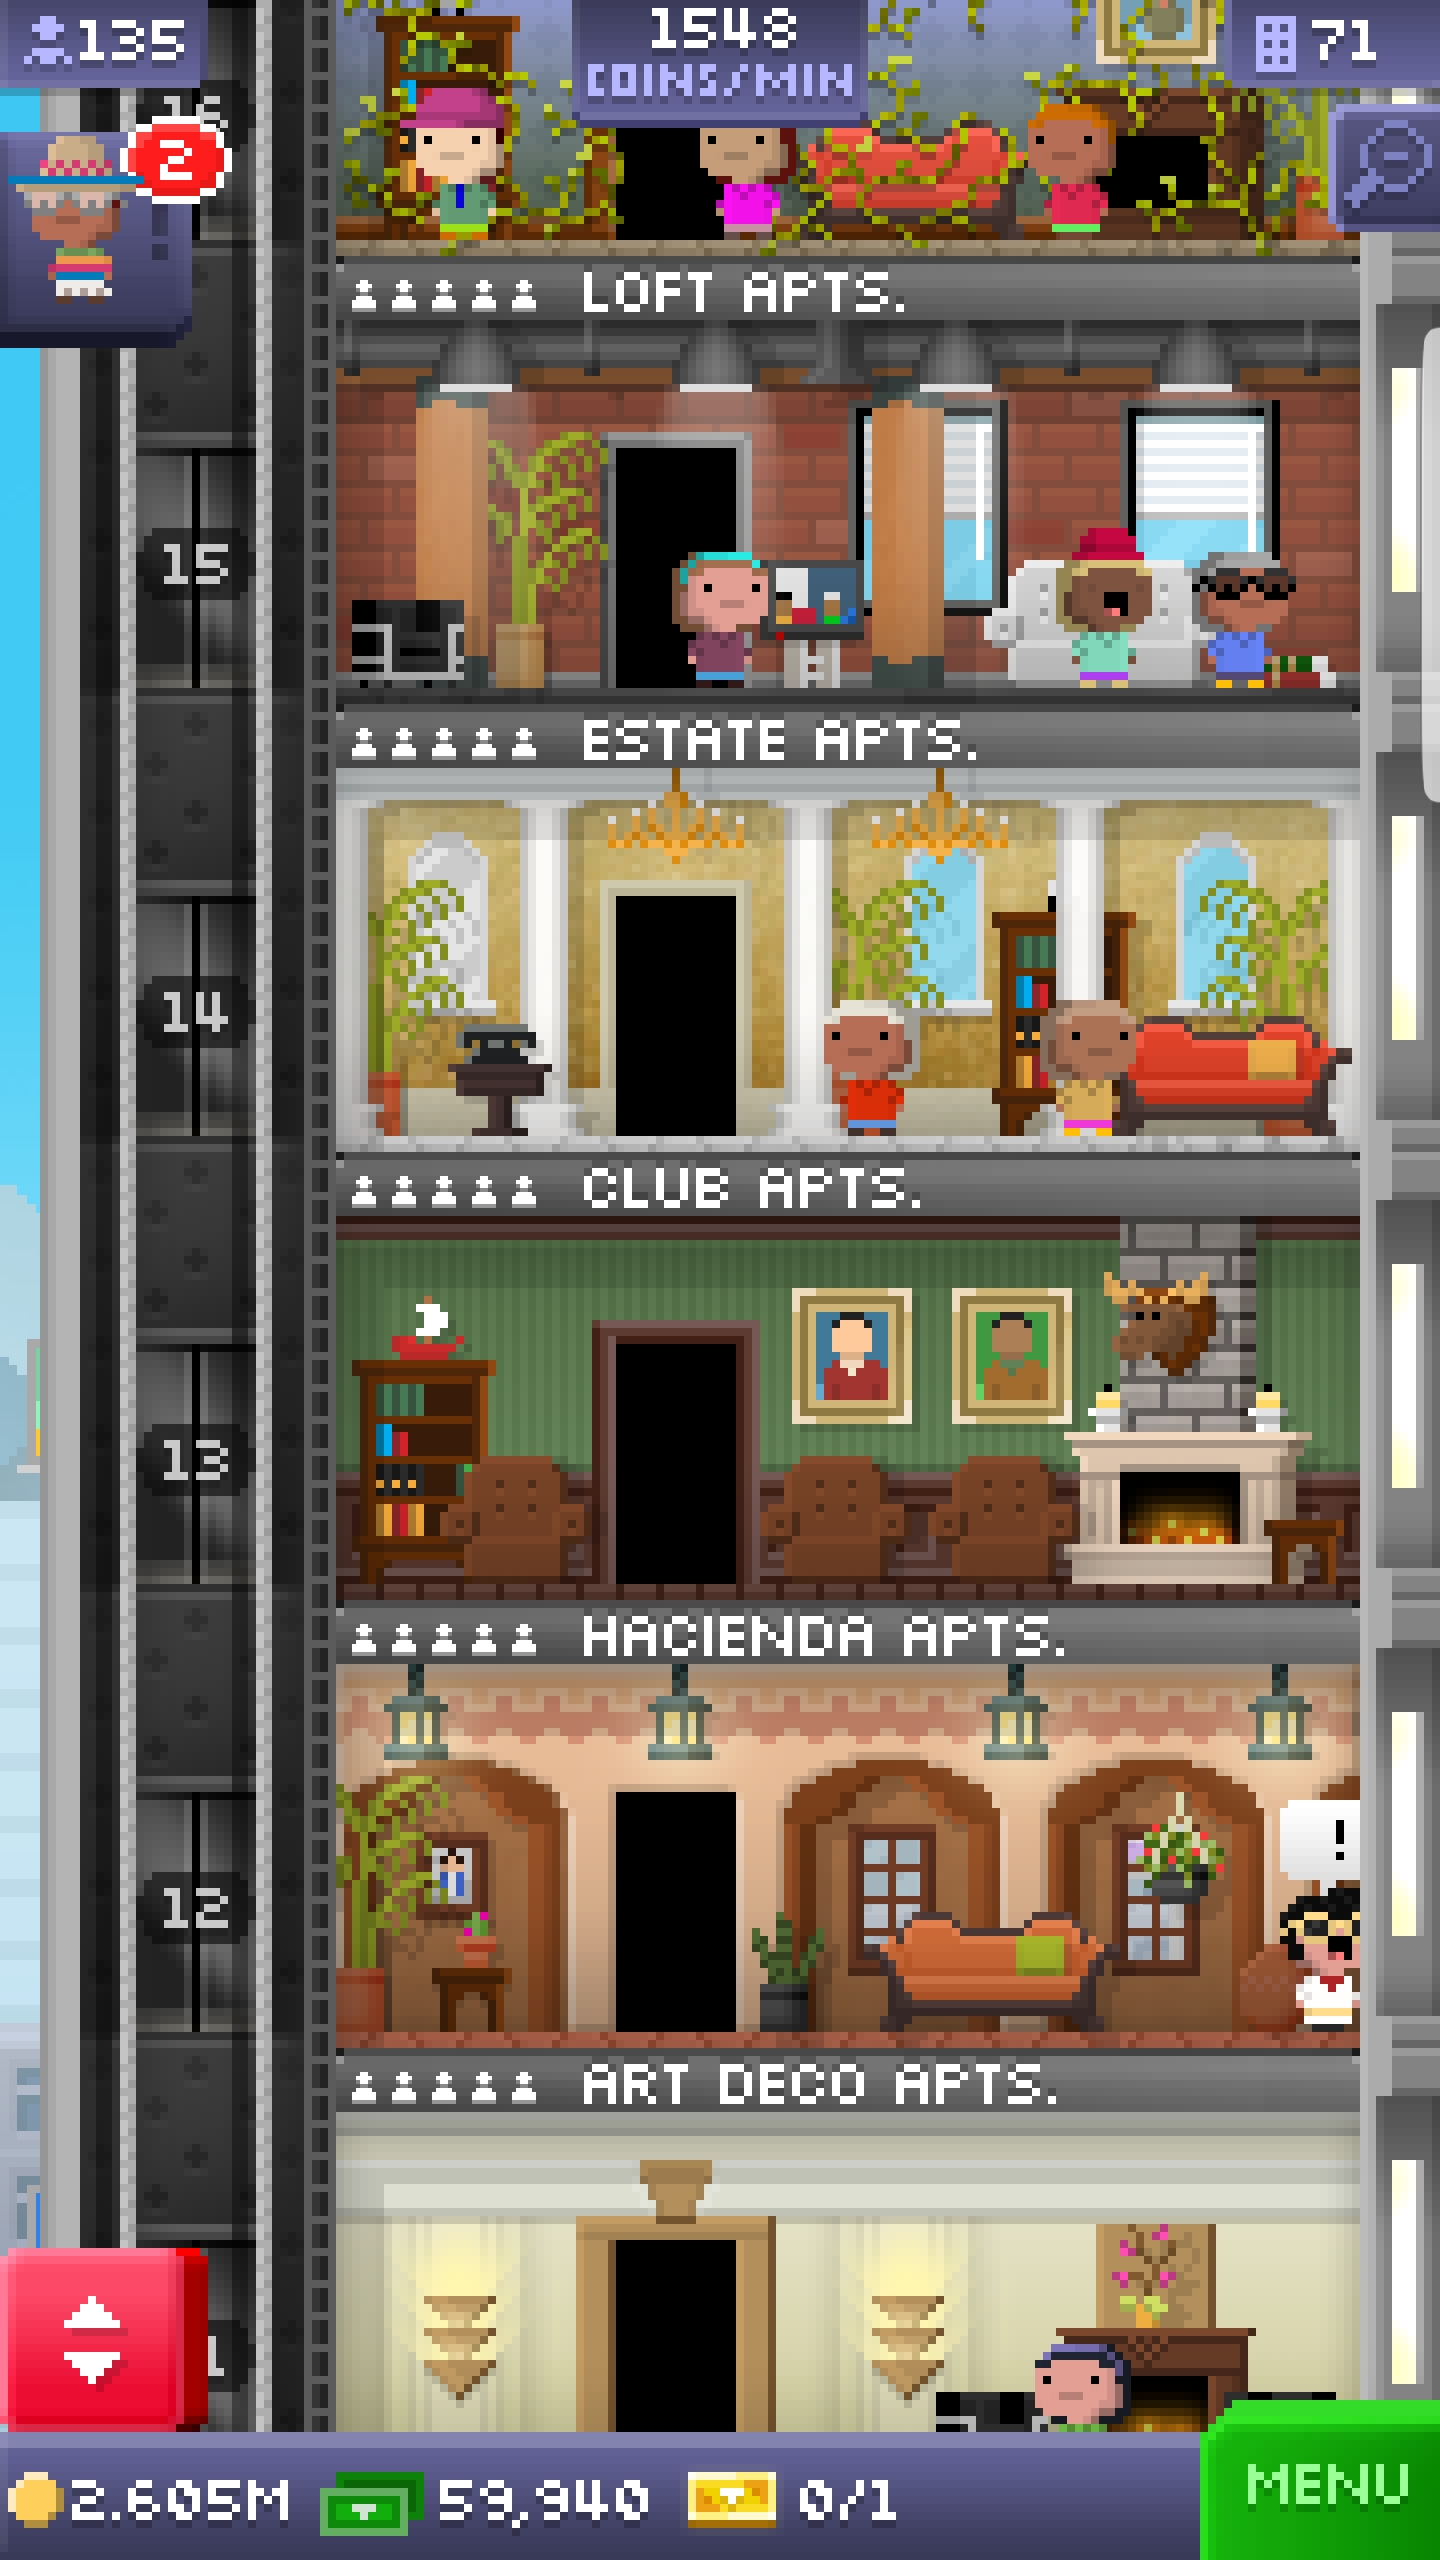 135
1548
COINS/MIN
71
2
LOFT APTS.
15
ESTATE APTS.
14
CLUB APTS.
13
HACIENDA APTS.
12
!
ART DECO APTS.
2.605M
59,940
0/1
MENU